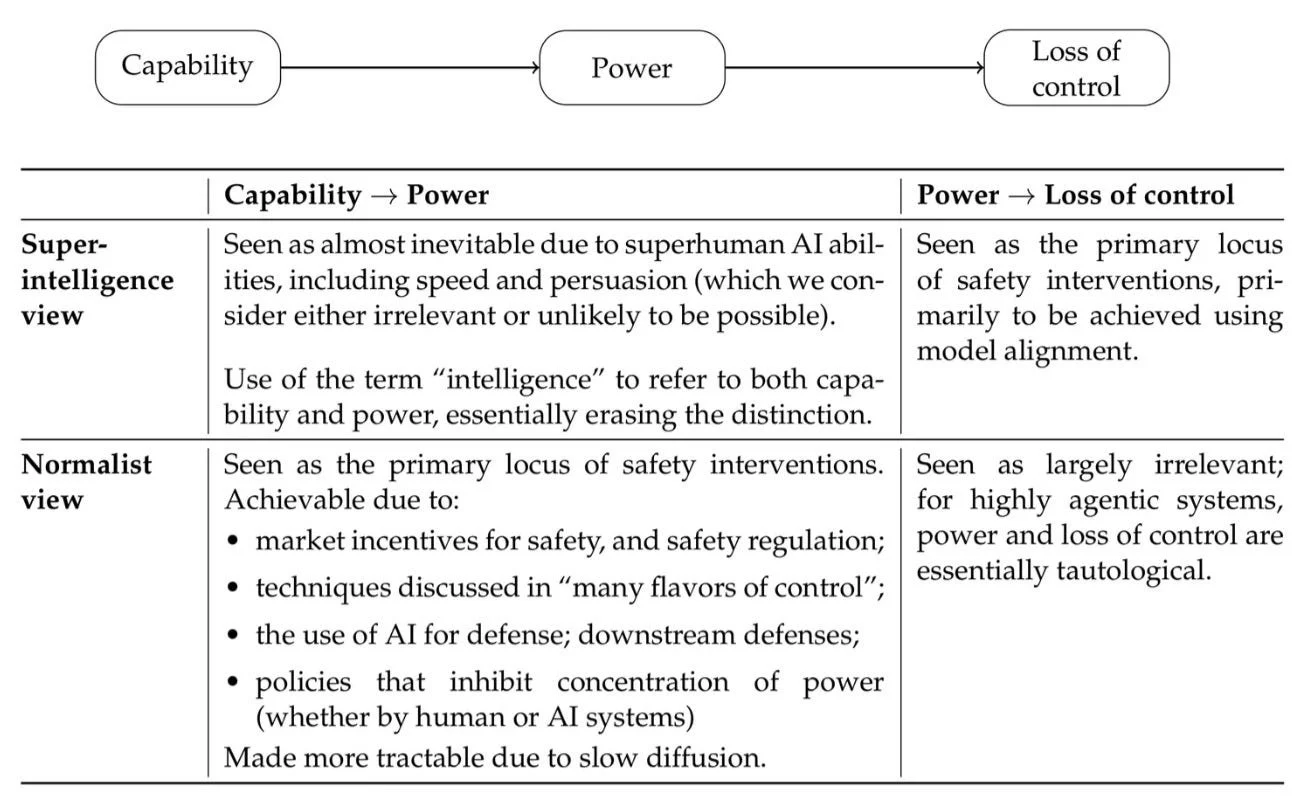 Capability
Power
Loss of
control
Capability → Power
Power → Loss of control
Super-
intelligence
view
Seen as almost inevitable due to superhuman AI abil-
ities, including speed and persuasion (which we con-
sider either irrelevant or unlikely to be possible).
Use of the term “intelligence” to refer to both capa-
bility and power, essentially erasing the distinction.
Seen as the primary locus
of safety interventions, pri-
marily to be achieved using
model alignment.
Normalist
view
Seen as the primary locus of safety interventions.
Achievable due to:
• market incentives for safety, and safety regulation;
• techniques discussed in “many flavors of control”;
• the use of AI for defense; downstream defenses;
• policies that inhibit concentration of power
(whether by human or AI systems)
Made more tractable due to slow diffusion.
Seen as largely irrelevant;
for highly agentic systems,
power and loss of control are
essentially tautological.